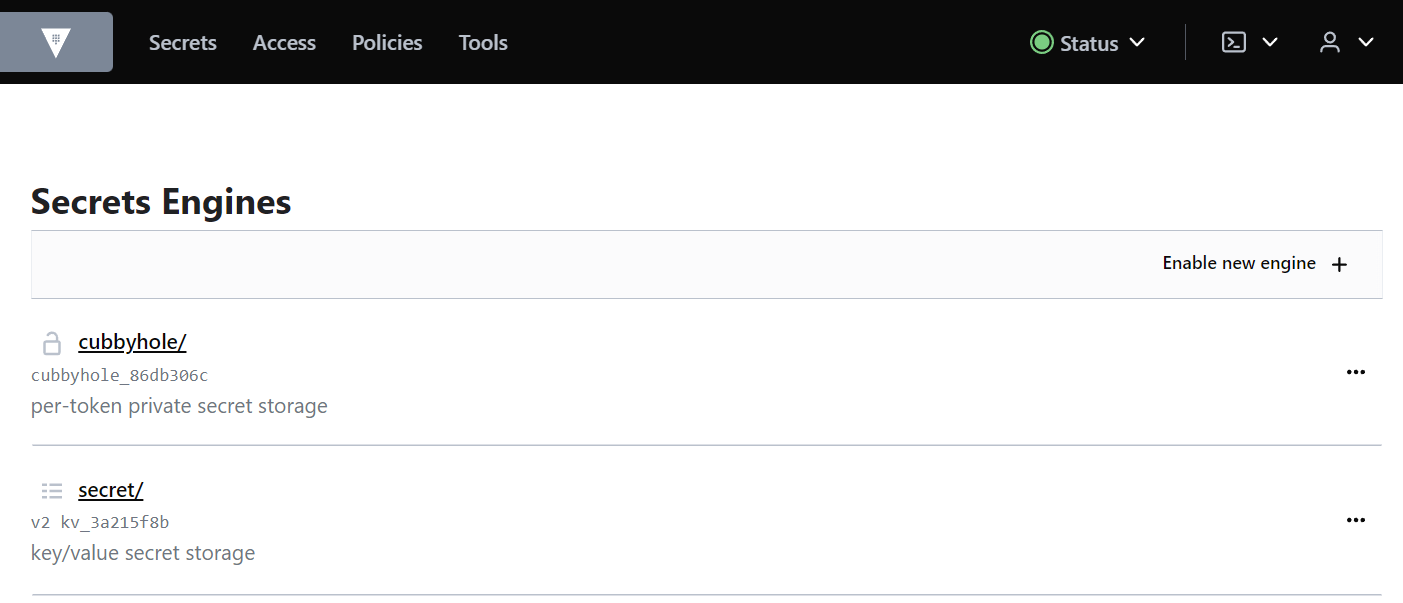 Secrets Access Policies Tools Status
Secrets Engines
Enable new engine +
cubbyhole/
cubbyhole_86db306c
per-token private secret storage
secret/
v2 kv_3a215f8b
key/value secret storage